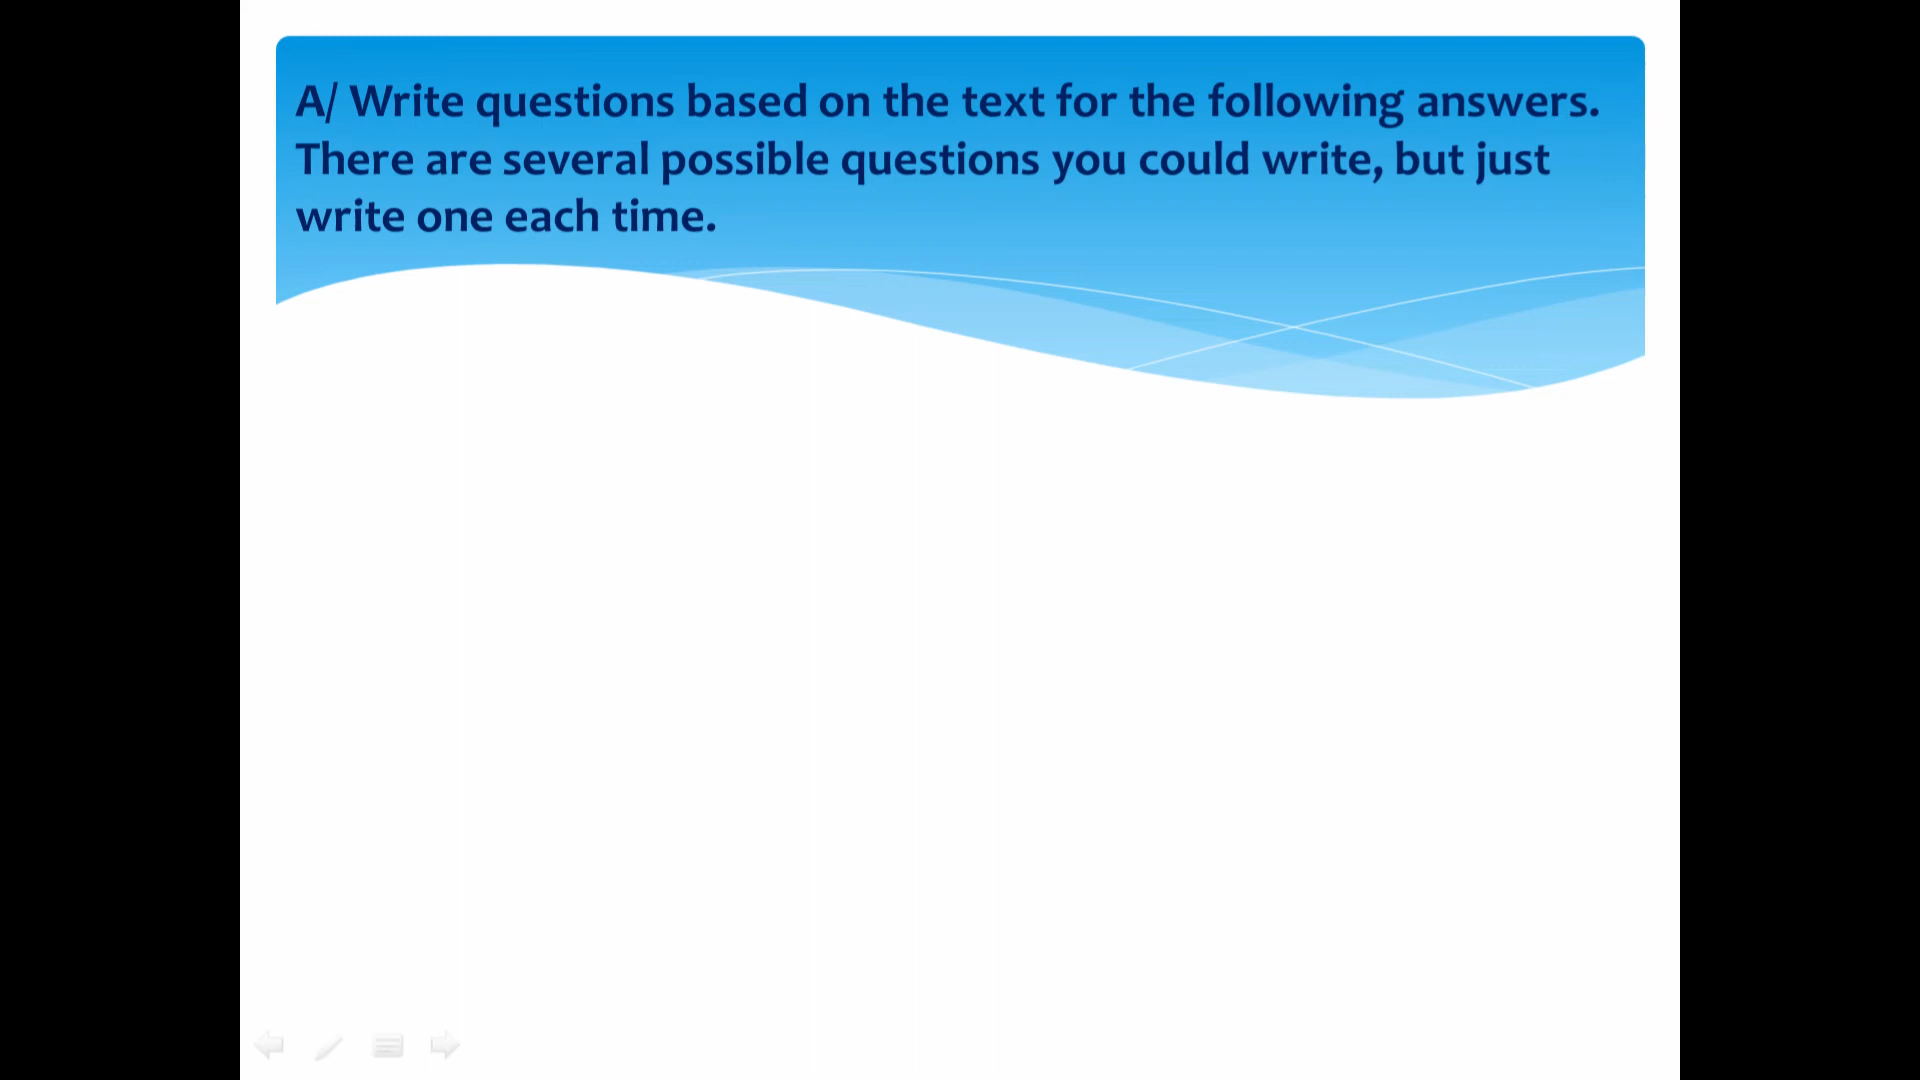 A/ Write questions based on the text for the following answers.
There are several possible questions you could write, but just
write one each time.